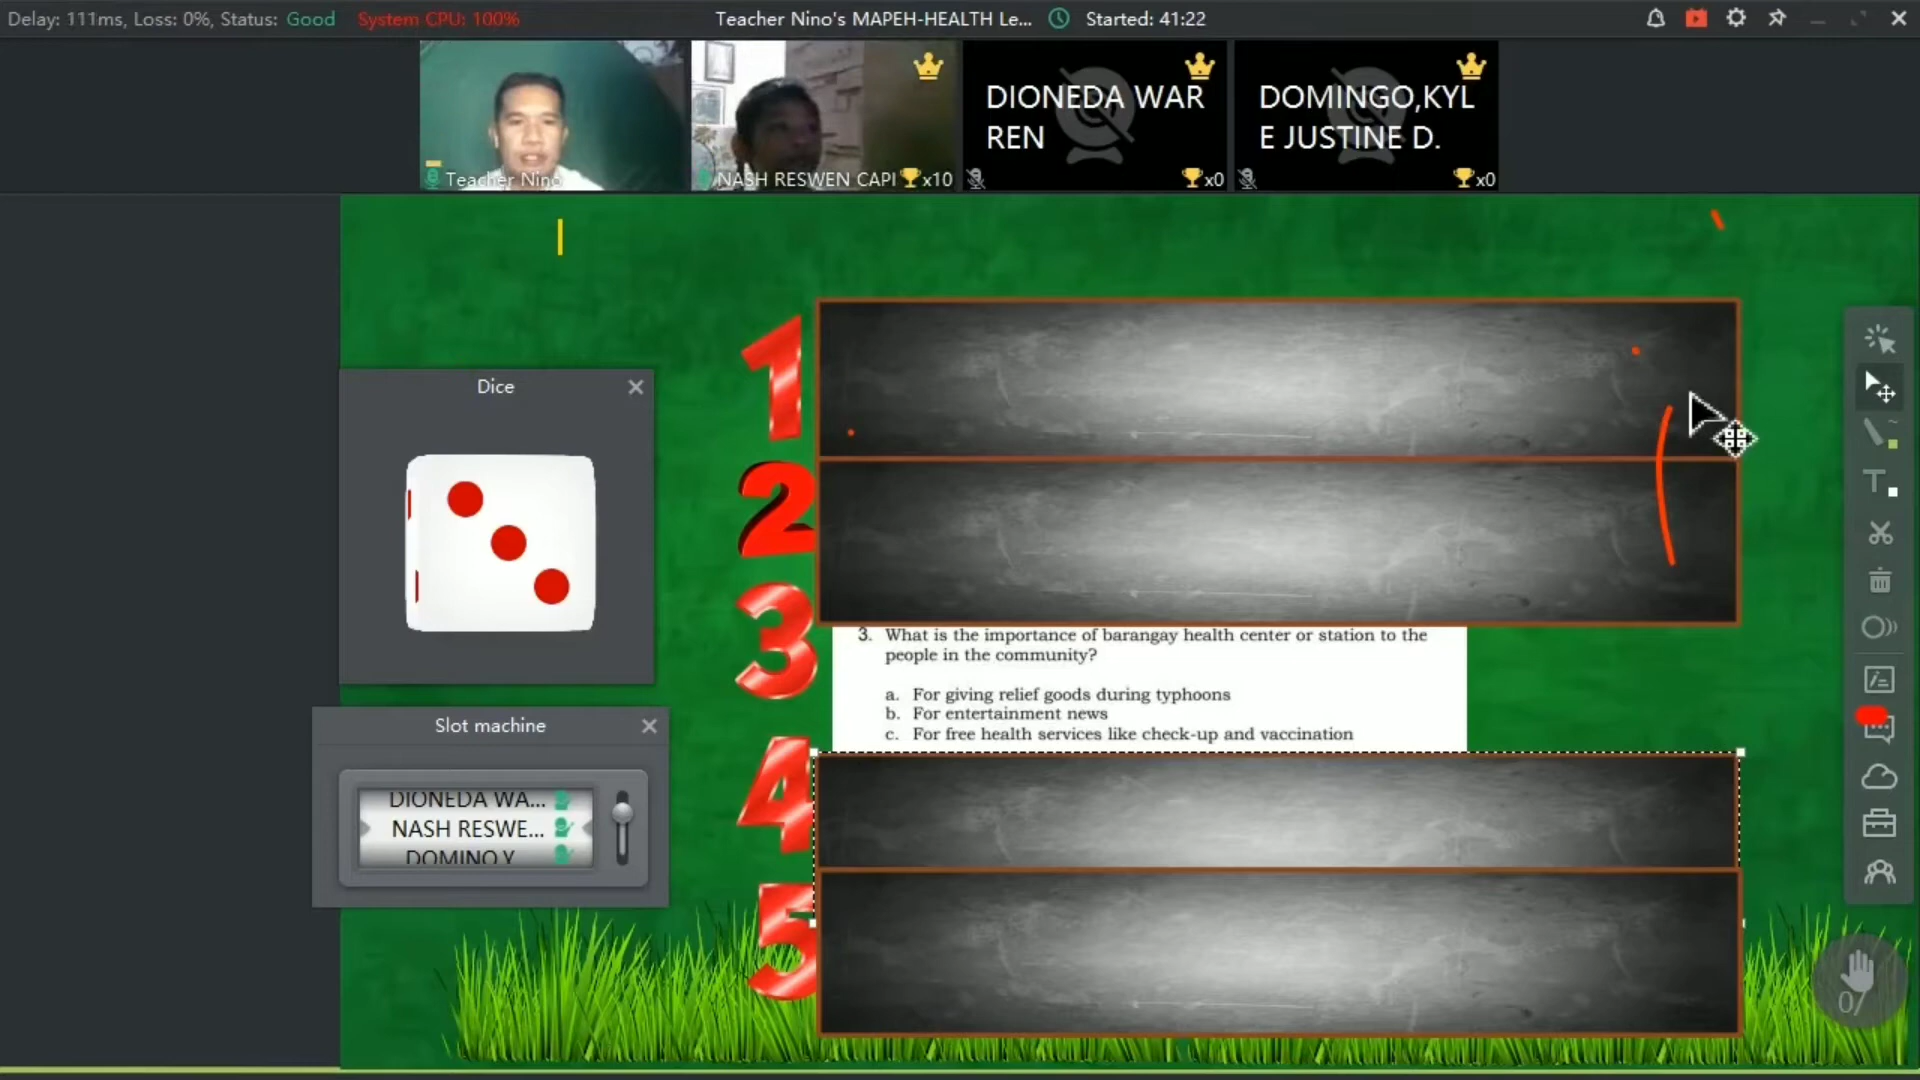 Delay: 111ms, Loss: 0%, Status: Good System CPU: 100%
Teacher Nino's MAPEH-HEALTH Le... Started: 41:22
Teacher Nino
NASH RESWEN CAPI x10
DIONEDA WAR
REN
x0
DOMINGO,KYL
E JUSTINE D.
x0
Dice
Slot machine
DIONEDA WA...
NASH RESWE...
1
2
3
4
5
3. What is the importance of barangay health center or station to the
people in the community?
a. For giving relief goods during typhoons
b. For entertainment news
c. For free health services like check-up and vaccination